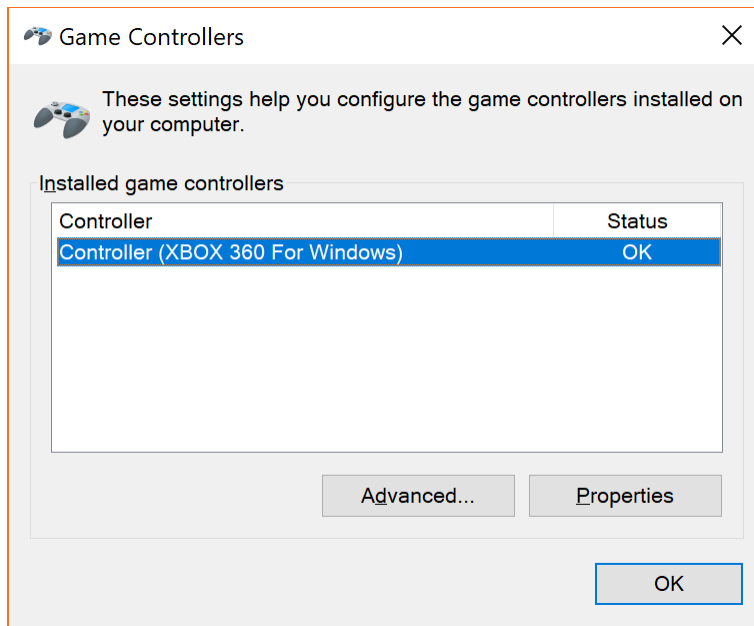 Game Controllers
These settings help you configure the game controllers installed on
your computer.
Installed game controllers
Controller Status
Controller (XBOX 360 For Windows) OK
Advanced... Properties
OK